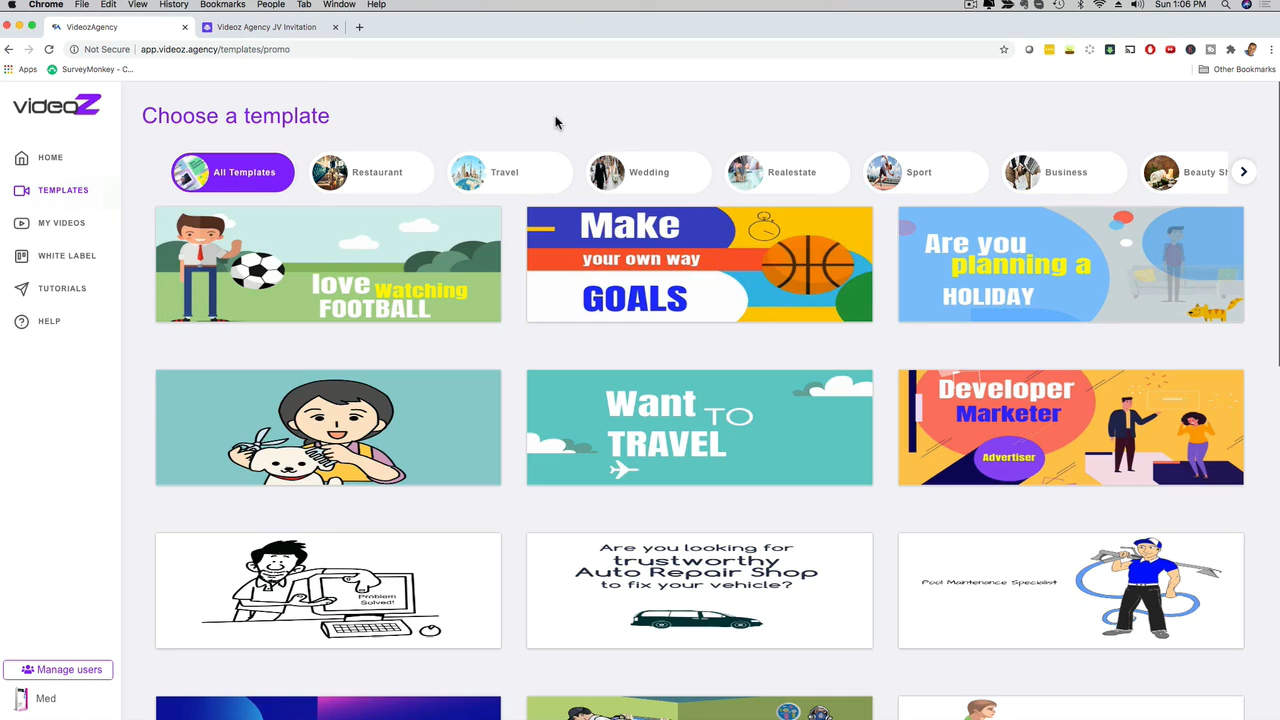 Chrome File Edit View History Bookmarks People Tab Window Help
Sun 1:06 PM
VideozAgency
Videoz Agency JV Invitation
Not Secure app.videoz.agency/templates/promo
Apps
SurveyMonkey - C...
Other Bookmarks
videoZ
HOME
TEMPLATES
MY VIDEOS
WHITE LABEL
TUTORIALS
HELP
Manage users
Med
Choose a template
All Templates
Restaurant
Travel
Wedding
Realestate
Sport
Business
Beauty Sh
love Watching
FOOTBALL
Make
your own way
GOALS
Are you
planning a
HOLIDAY
Want TO
TRAVEL
Developer
Marketer
Advertiser
Problem
Solved!
Are you looking for
trustworthy
Auto Repair Shop
to fix your vehicle?
Pool Maintenance Specialist